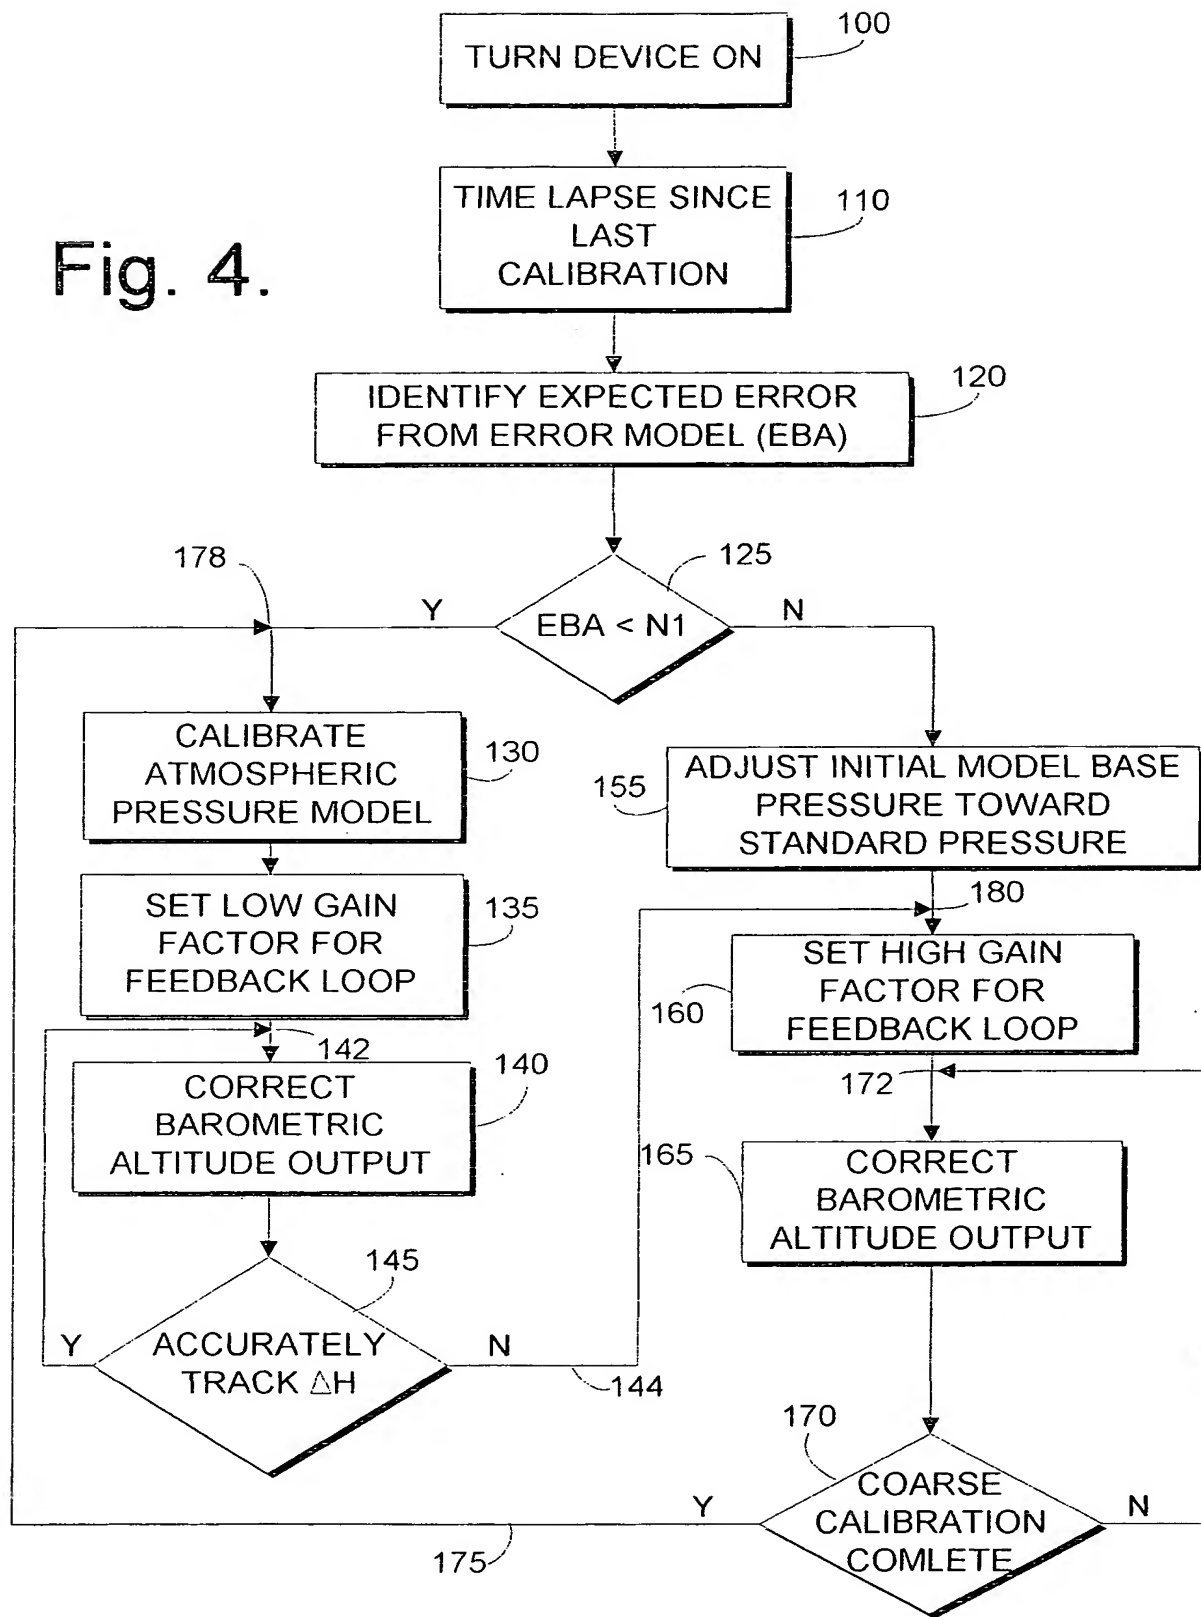 TURN DEVICE ON
100
TIME LAPSE SINCE
LAST
CALIBRATION
110
Fig. 4.
IDENTIFY EXPECTED ERROR
FROM ERROR MODEL (EBA)
120
178
125
Y
EBA < N1
N
CALIBRATE
ATMOSPHERIC
PRESSURE MODEL
130
155
ADJUST INITIAL MODEL BASE
PRESSURE TOWARD
STANDARD PRESSURE
SET LOW GAIN
FACTOR FOR
FEEDBACK LOOP
135
180
SET HIGH GAIN
FACTOR FOR
FEEDBACK LOOP
160
142
172
CORRECT
BAROMETRIC
ALTITUDE OUTPUT
140
165
CORRECT
BAROMETRIC
ALTITUDE OUTPUT
145
Y
ACCURATELY
TRACK △H
N
144
170
Y
COARSE
CALIBRATION
COMLETE
N
175